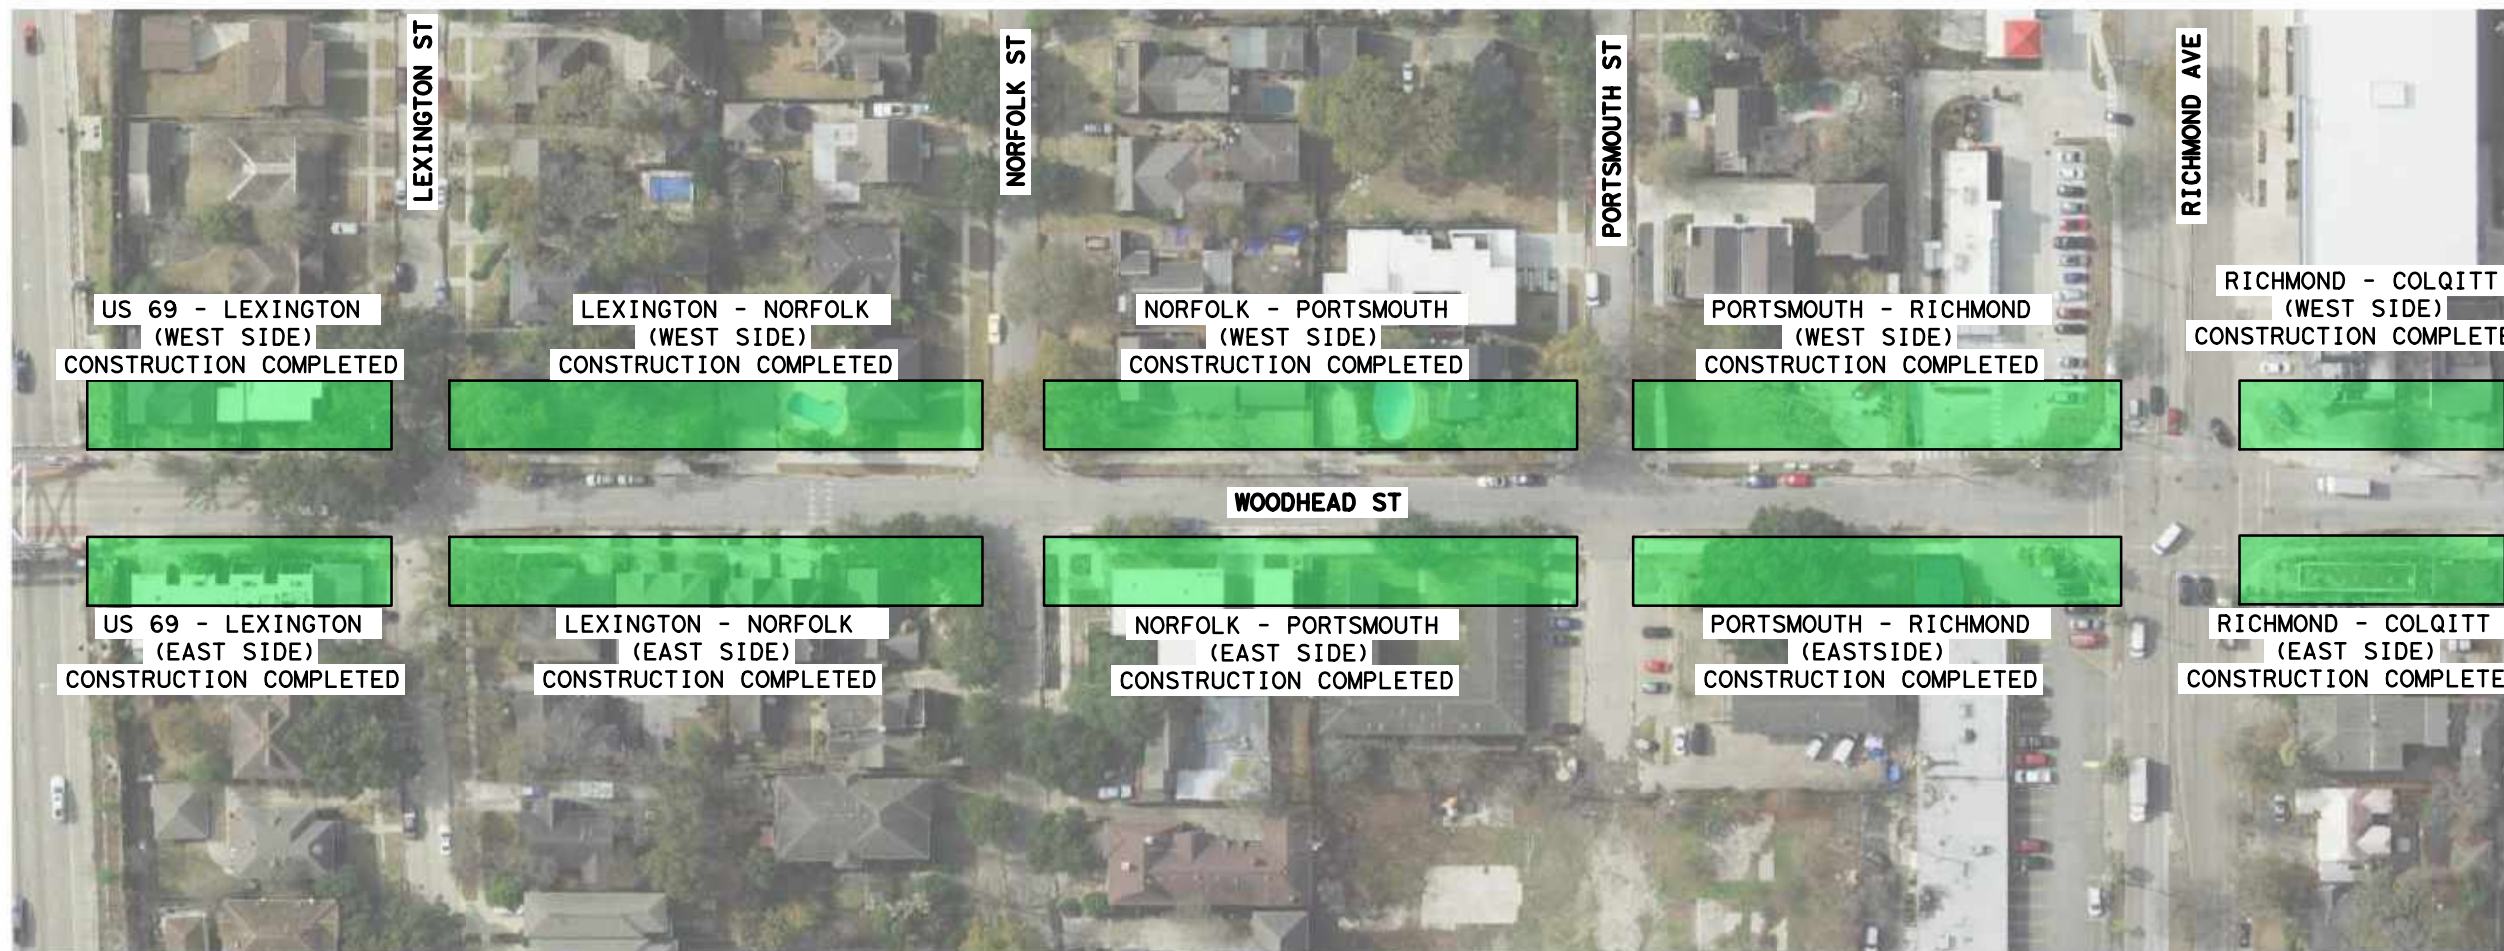 LEXINGTON ST
NORFOLK ST
PORTSMOUTH ST
RICHMOND AVE
US 69 - LEXINGTON
(WEST SIDE)
CONSTRUCTION COMPLETED
LEXINGTON - NORFOLK
(WEST SIDE)
CONSTRUCTION COMPLETED
NORFOLK - PORTSMOUTH
(WEST SIDE)
CONSTRUCTION COMPLETED
PORTSMOUTH - RICHMOND
(WEST SIDE)
CONSTRUCTION COMPLETED
RICHMOND - COLQITT
(WEST SIDE)
CONSTRUCTION COMPLETE
WOODHEAD ST
US 69 - LEXINGTON
(EAST SIDE)
CONSTRUCTION COMPLETED
LEXINGTON - NORFOLK
(EAST SIDE)
CONSTRUCTION COMPLETED
NORFOLK - PORTSMOUTH
(EAST SIDE)
CONSTRUCTION COMPLETED
PORTSMOUTH - RICHMOND
(EASTSIDE)
CONSTRUCTION COMPLETED
RICHMOND - COLQITT
(EAST SIDE)
CONSTRUCTION COMPLETE